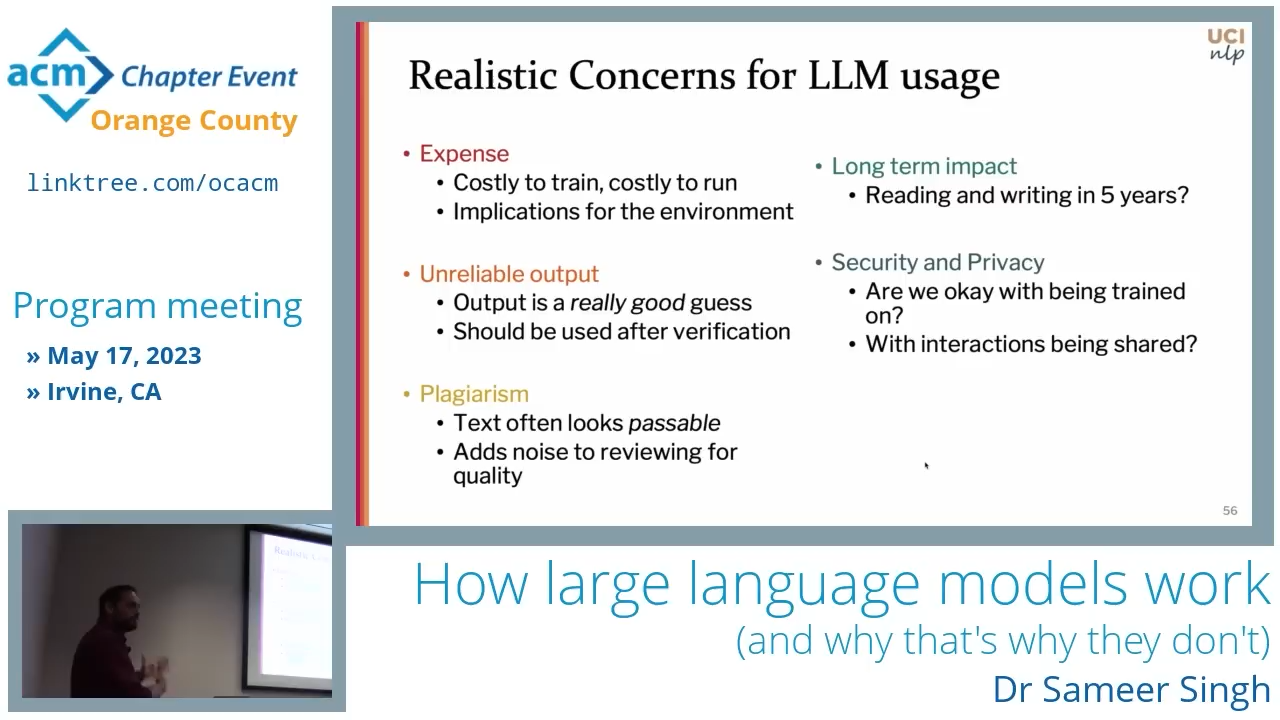 acm Chapter Event
Orange County
linktree.com/ocacm
Program meeting
» May 17, 2023
» Irvine, CA
UCI
nlp
Realistic Concerns for LLM usage
• Expense
• Costly to train, costly to run
• Implications for the environment
• Unreliable output
• Output is a really good guess
• Should be used after verification
• Plagiarism
• Text often looks passable
• Adds noise to reviewing for
quality
• Long term impact
• Reading and writing in 5 years?
• Security and Privacy
• Are we okay with being trained
on?
• With interactions being shared?
56
How large language models work
(and why that's why they don't)
Dr Sameer Singh